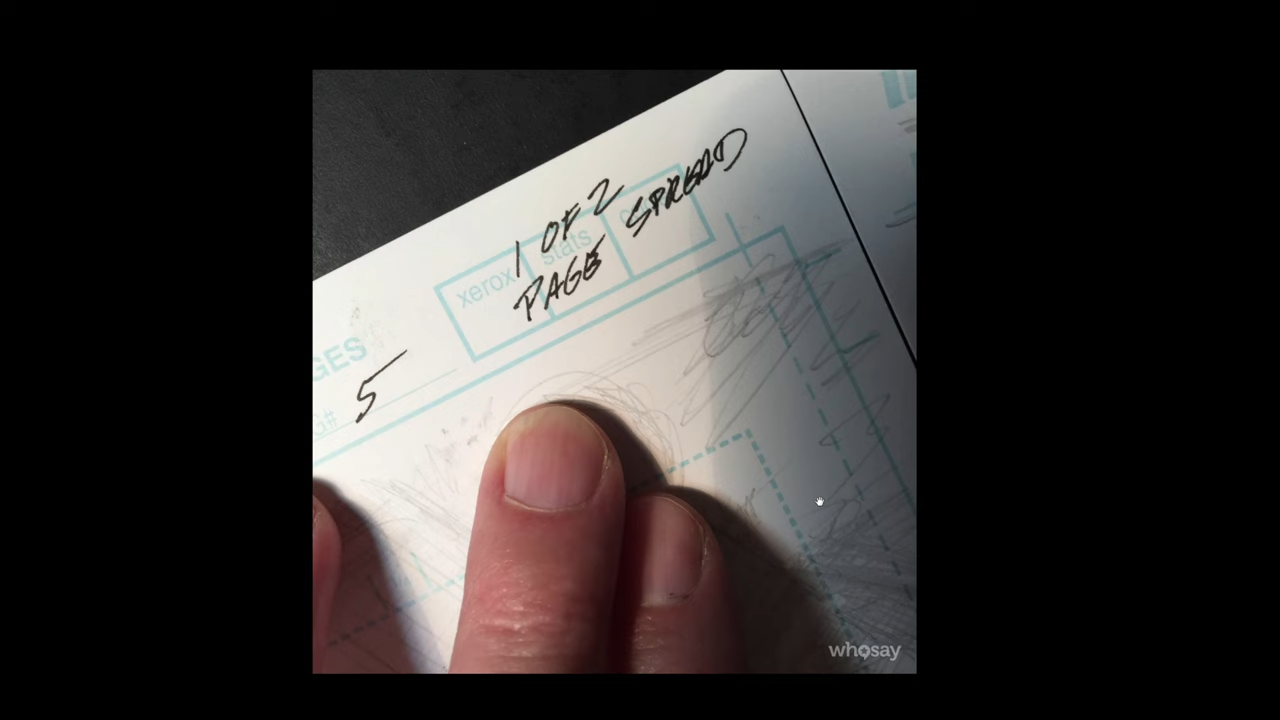 1 OF 2
PAGE SPREAD
xerox
stats
GES
G#
5
whosay